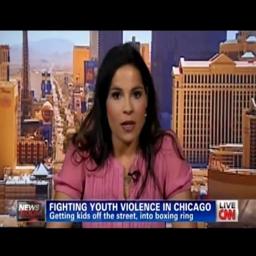 FIGHTING YOUTH VIOLENCE IN CHICAGO
Getting kids off the street, into boxing ring
NEWS
LIVE
CNN